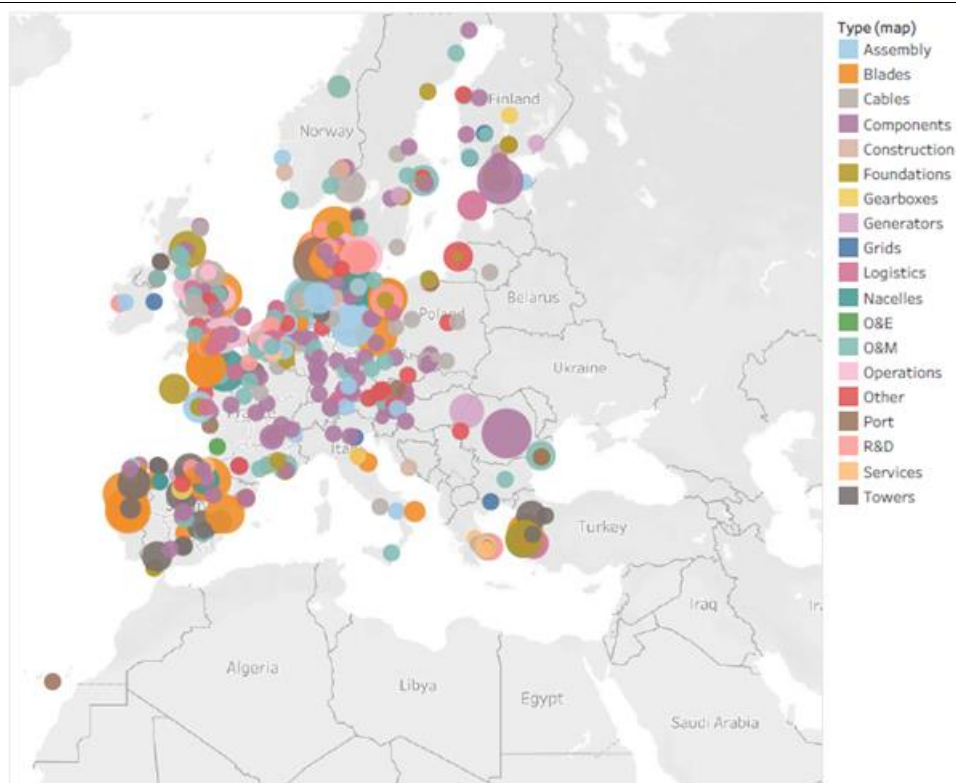 Type (map)
Assembly
Blades
Cables
Components
Construction
Foundations
Gearboxes
Generators
Grids
Logistics
Nacelles
O&E
O&M
Operations
Other
Port
R&D
Services
Towers
Finland
Norway
Belarus
Poland
Ukraine
Turkey
Iraq
Algeria
Libya
Egypt
Saudi Arabia